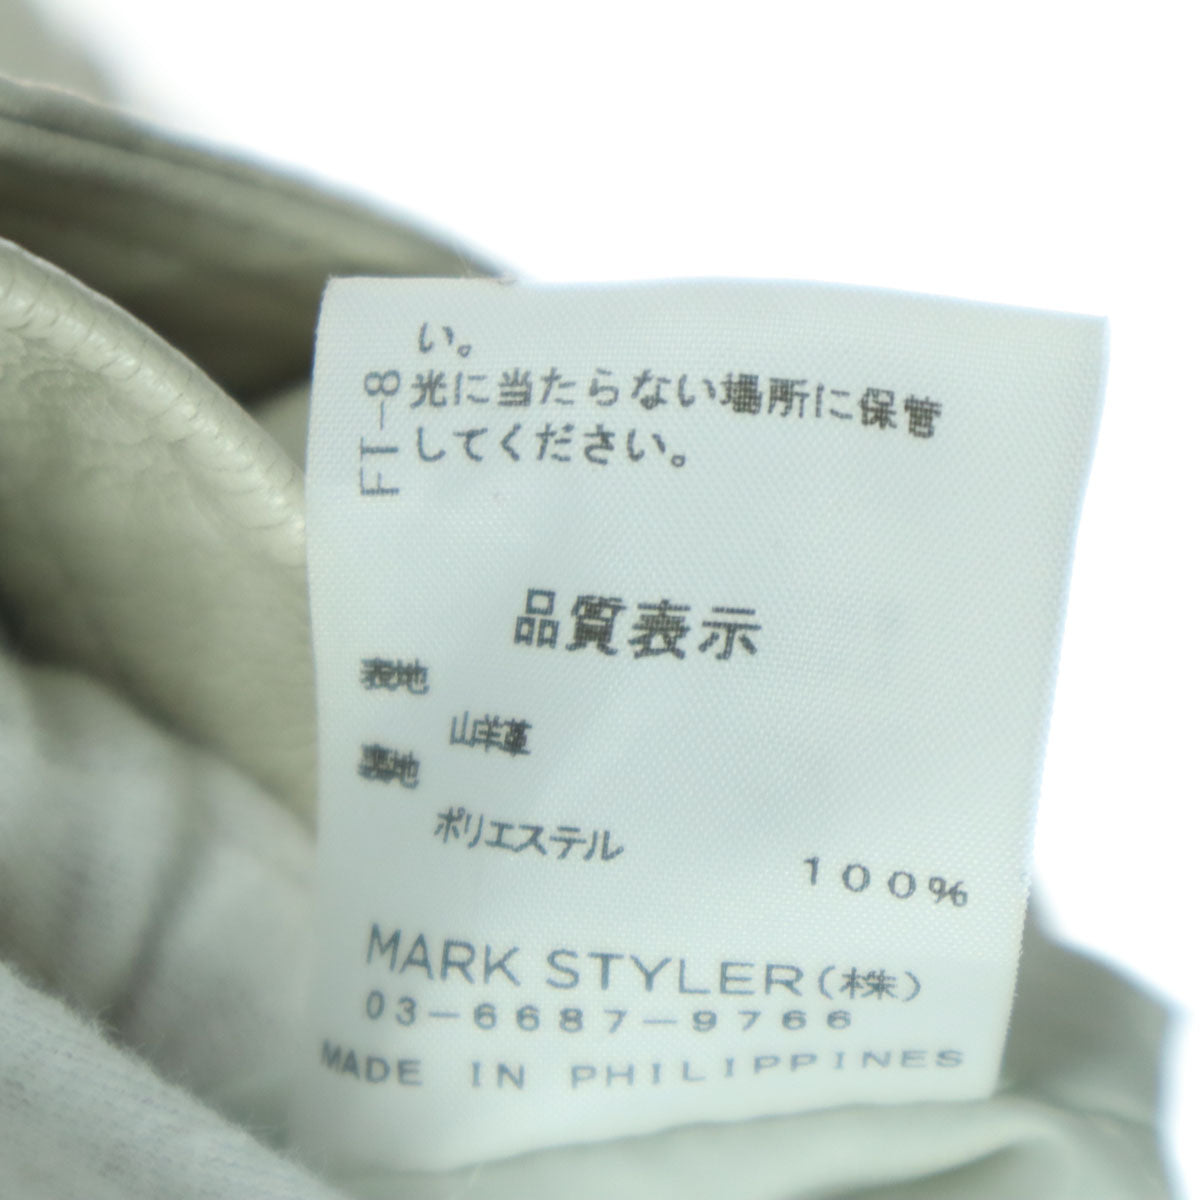 い。
光に当たらない場所に保管
してください。
FT-8
品質表示
表地
山羊革
裏地
ポリエステル 100%
MARK STYLER(株)
03-6687-9766
MADE IN PHILIPPINES